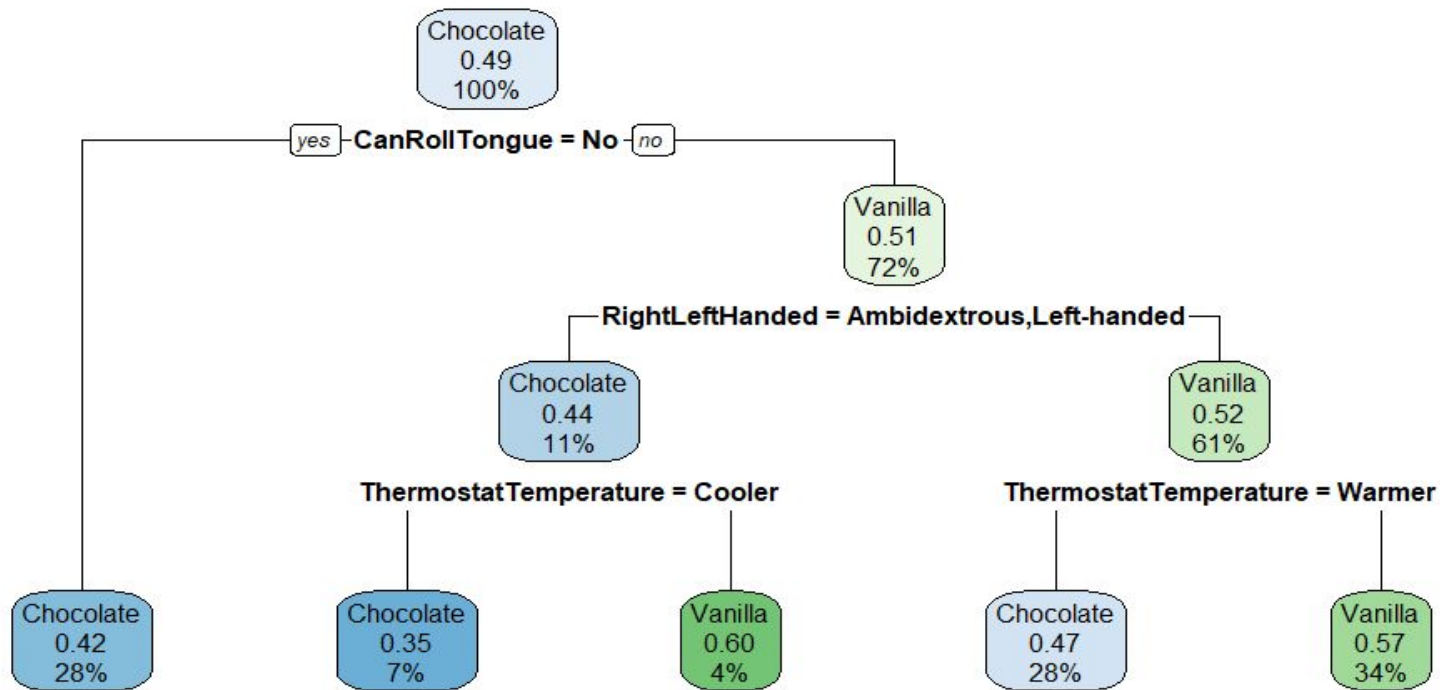 Chocolate
0.49
100%
yes CanRollTongue = No no
Vanilla
0.51
72%
RightLeftHanded = Ambidextrous,Left-handed
Chocolate
0.44
11%
Vanilla
0.52
61%
ThermostatTemperature = Cooler
ThermostatTemperature = Warmer
Chocolate
0.42
28%
Chocolate
0.35
7%
Vanilla
0.60
4%
Chocolate
0.47
28%
Vanilla
0.57
34%